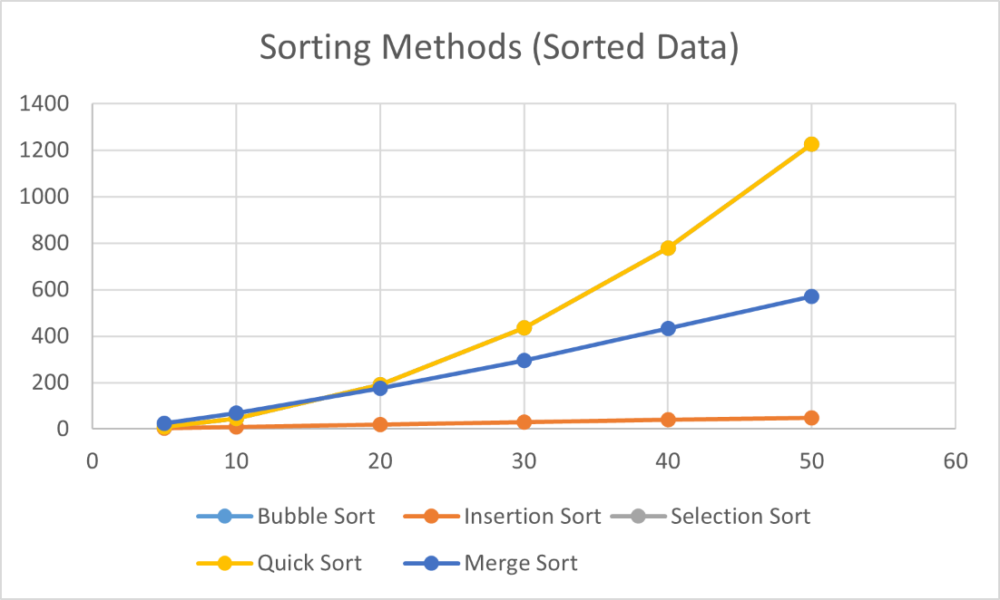 Sorting Methods (Sorted Data)
1400
1200
1000
800
600
400
200
0
0 10 20 30 40 50 60
Bubble Sort Insertion Sort Selection Sort
Quick Sort Merge Sort